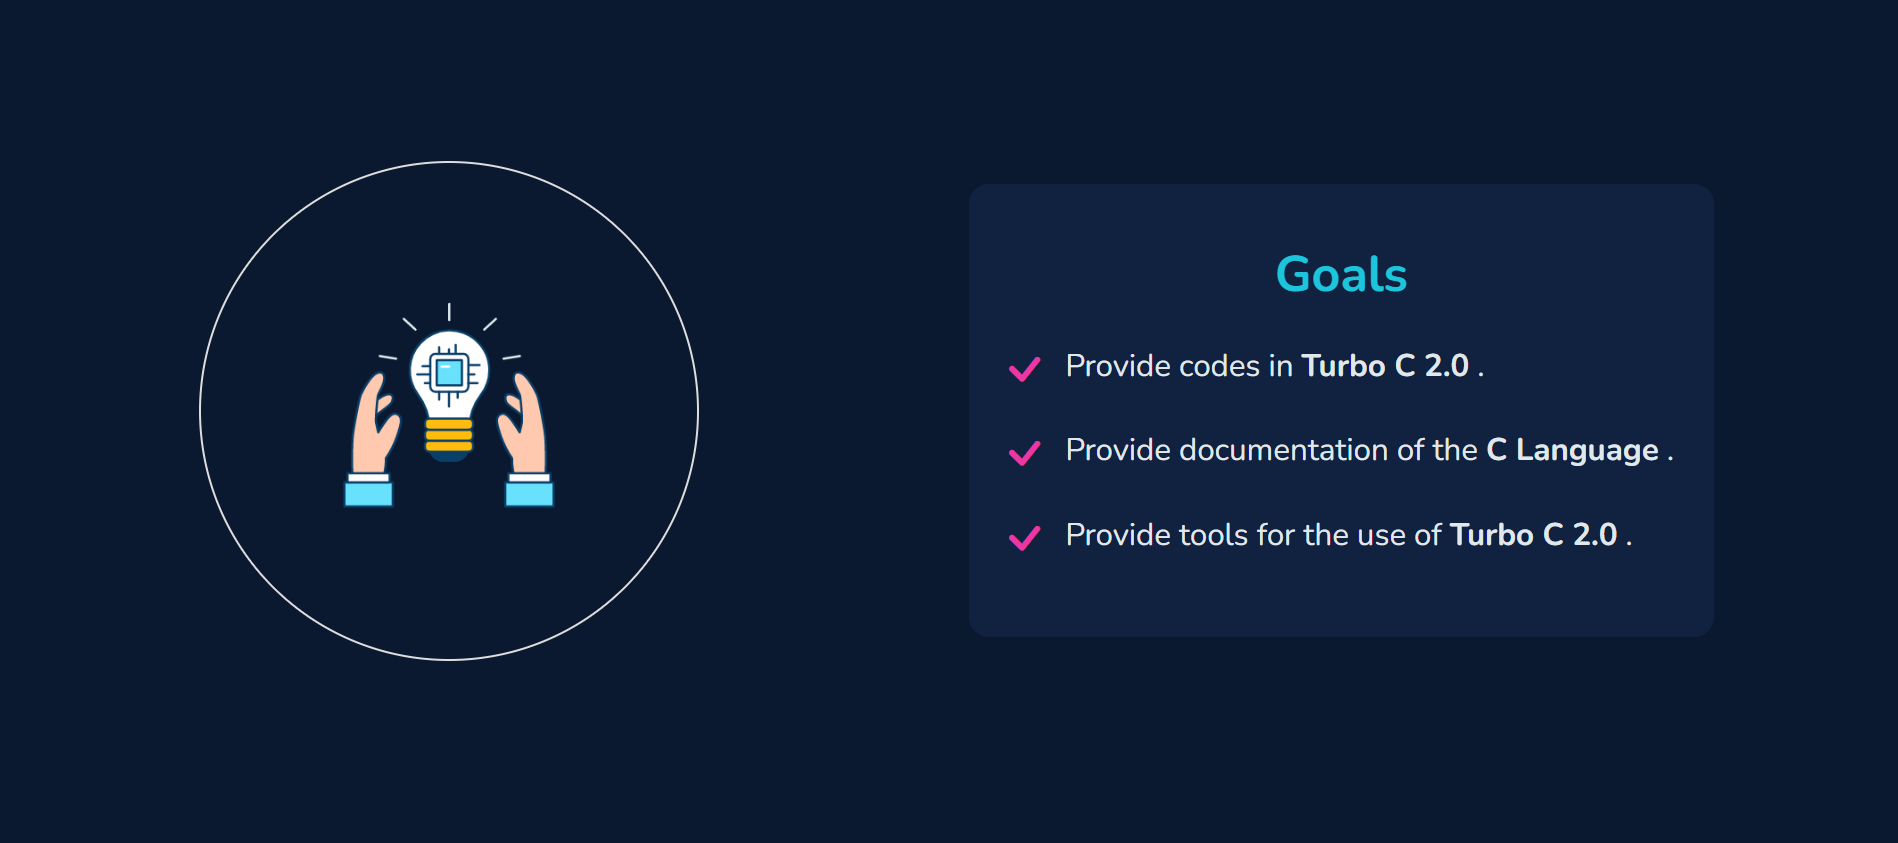 Goals
Provide codes in Turbo C 2.0 .
Provide documentation of the C Language .
Provide tools for the use of Turbo C 2.0 .